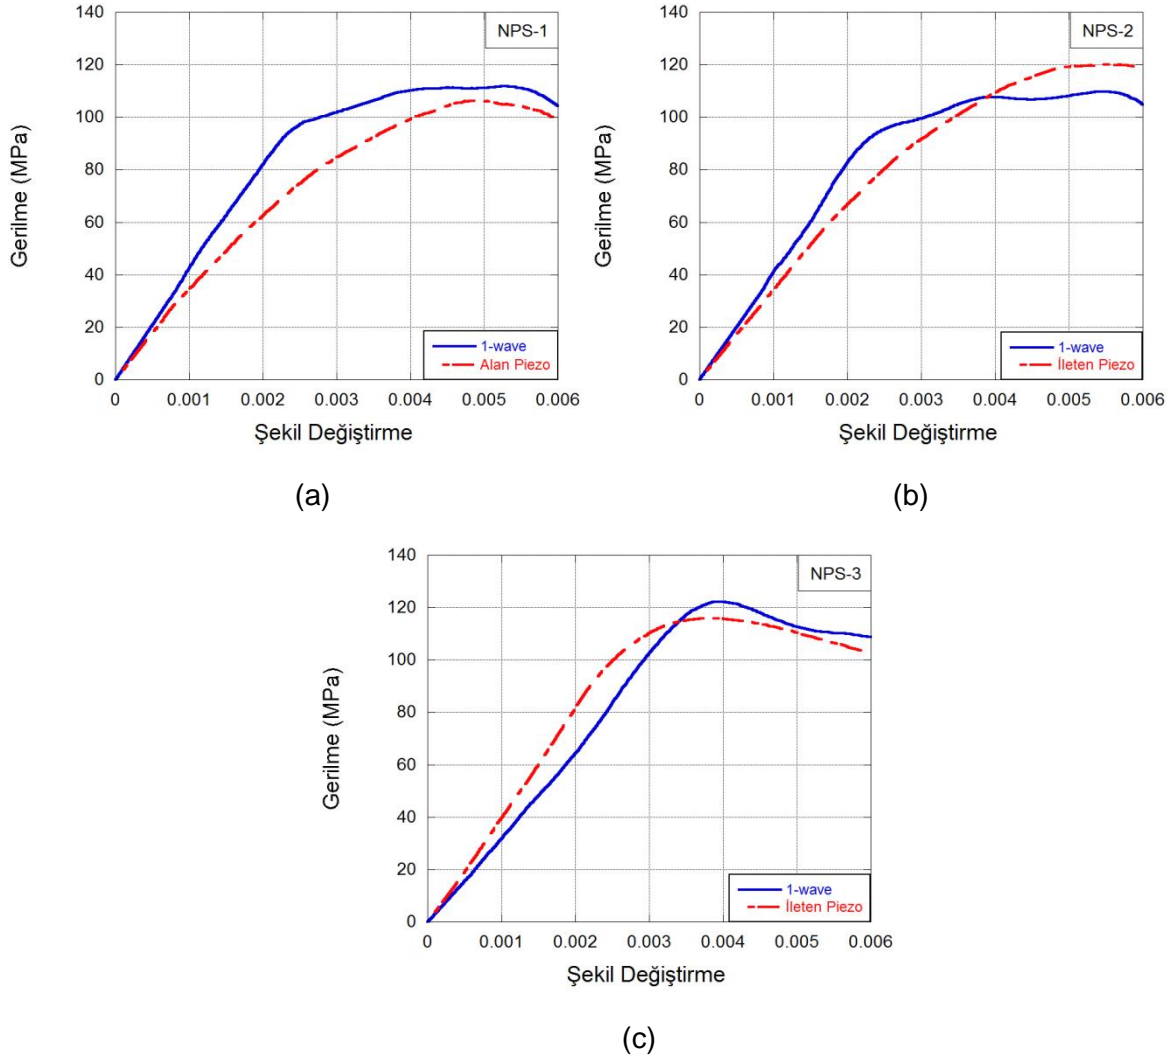 NPS-1
140
120
100
80
60
40
20
0
Gerilme (MPa)
1-wave
Alan Piezo
0 0.001 0.002 0.003 0.004 0.005 0.006
Şekil Değiştirme
(a)
NPS-2
140
120
100
80
60
40
20
0
Gerilme (MPa)
1-wave
İleten Piezo
0 0.001 0.002 0.003 0.004 0.005 0.006
Şekil Değiştirme
(b)
NPS-3
140
120
100
80
60
40
20
0
Gerilme (MPa)
1-wave
İleten Piezo
0 0.001 0.002 0.003 0.004 0.005 0.006
Şekil Değiştirme
(c)